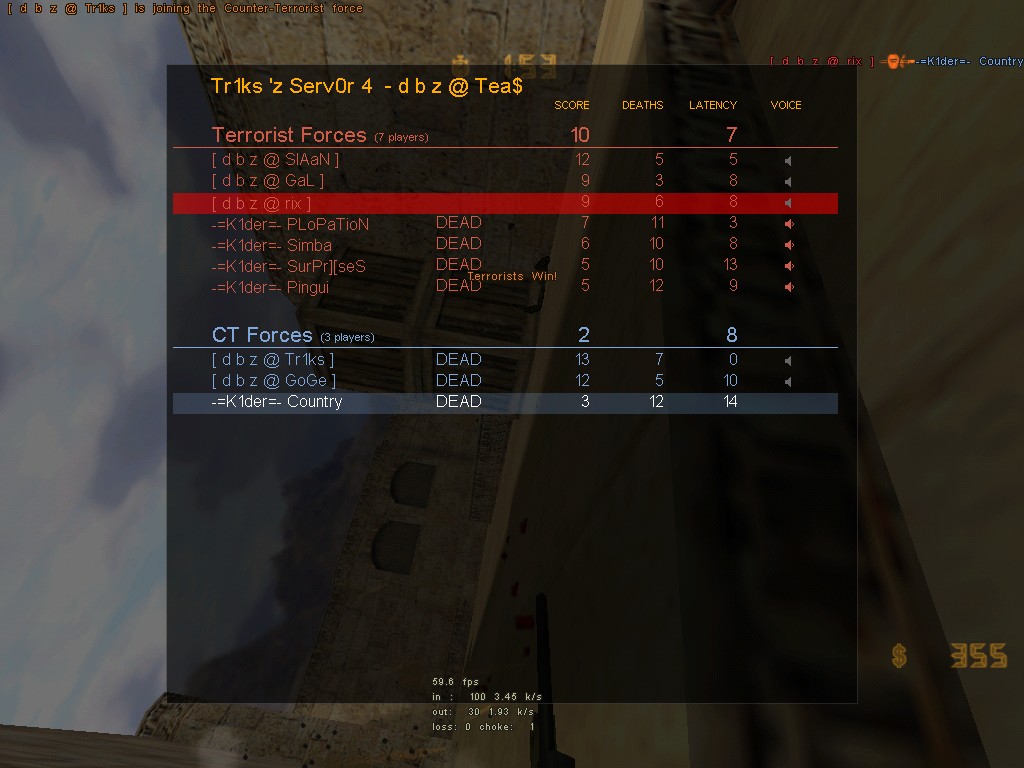 [ d b z @ Tr1ks ] is joining the Counter-Terrorist force
$ 153
[ d b z @ rix ] -=K1der=- Country
Tr1ks 'z Serv0r 4 - d b z @ Tea$
SCORE DEATHS LATENCY VOICE
Terrorist Forces (7 players) 10 7
[ d b z @ SlAaN ] 12 5 5
[ d b z @ GaL ] 9 3 8
[ d b z @ rix ] 9 6 8
-=K1der=- PLoPaTioN DEAD 7 11 3
-=K1der=- Simba DEAD 6 10 8
-=K1der=- SurPr][seS DEAD 5 10 13
Terrorists Win!
-=K1der=- Pingui DEAD 5 12 9
CT Forces (3 players) 2 8
[ d b z @ Tr1ks ] DEAD 13 7 0
[ d b z @ GoGe ] DEAD 12 5 10
-=K1der=- Country DEAD 3 12 14
$ 355
59.6 fps
in : 100 3.45 k/s
out: 30 1.93 k/s
loss: 0 choke: 1